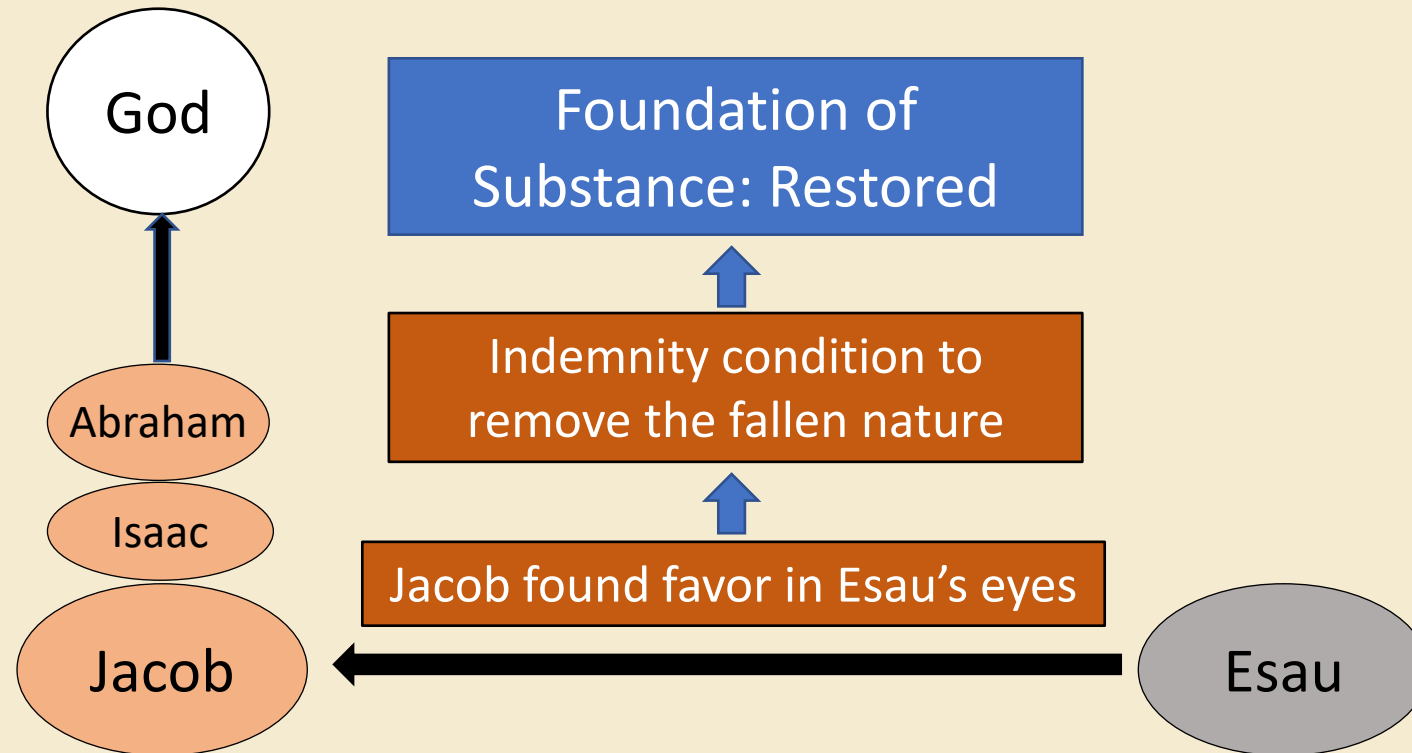 God
Foundation of
Substance: Restored
Indemnity condition to
remove the fallen nature
Abraham
Isaac
Jacob found favor in Esau’s eyes
Jacob
Esau